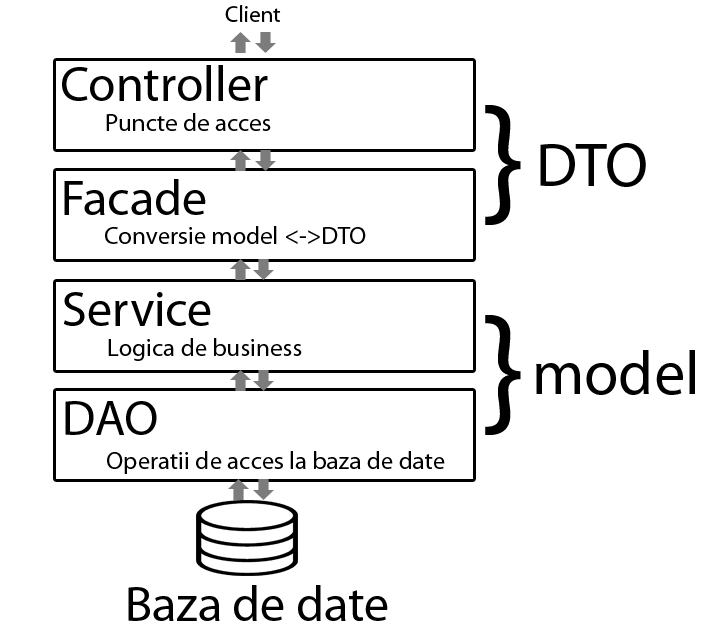 Client
Controller
Puncte de acces
Facade
Conversie model <->DTO
DTO
Service
Logica de business
DAO
Operatii de acces la baza de date
model
Baza de date